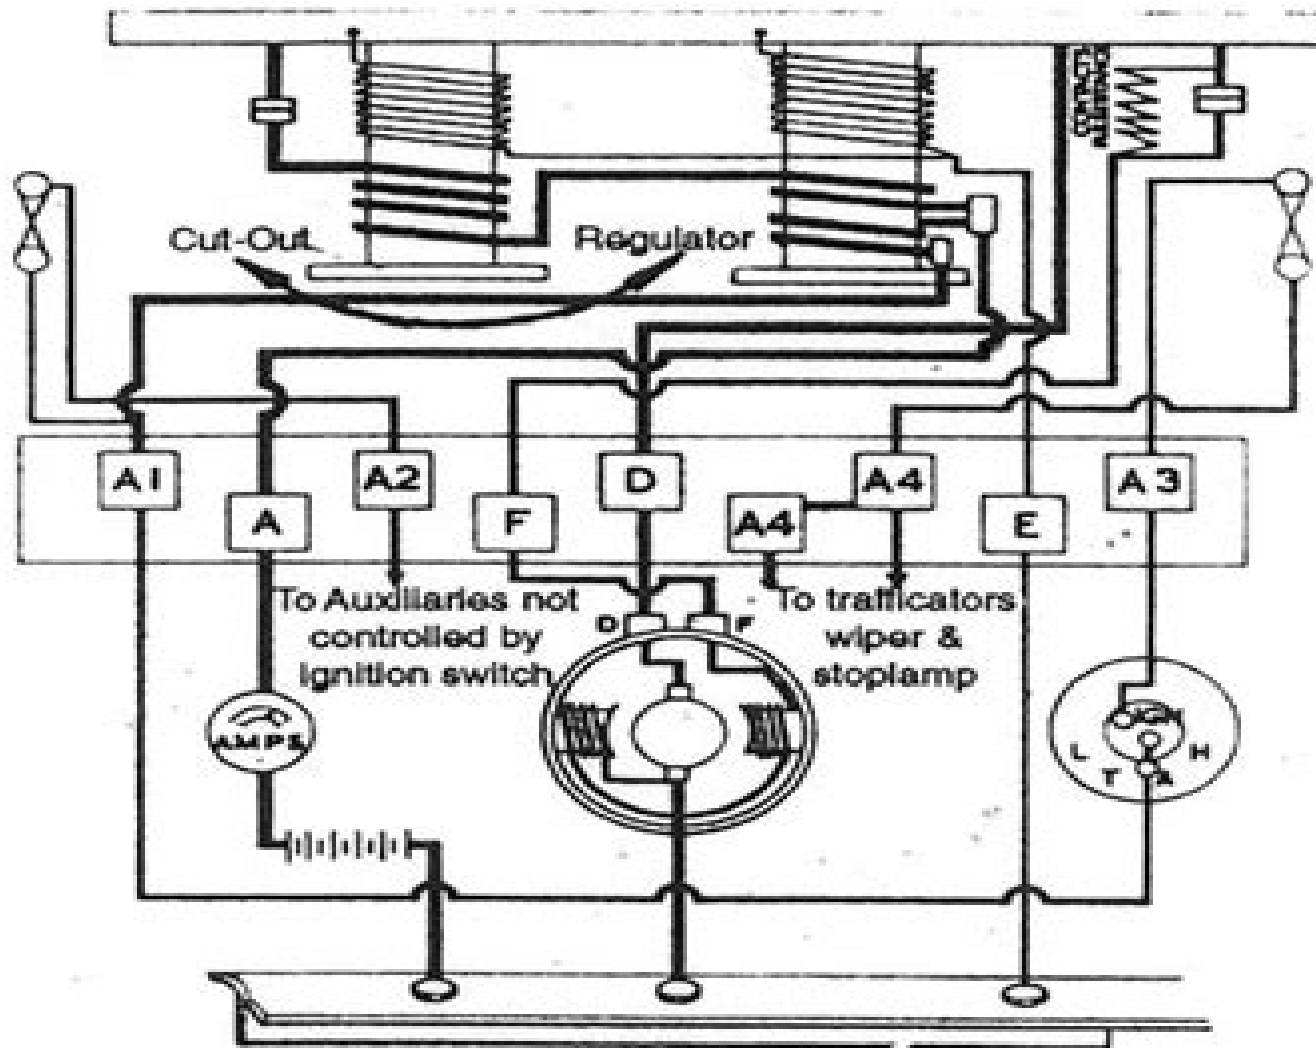 Cut-Out
Regulator
A1
A
A2
F
D
A4
A4
E
A3
To Auxiliaries not
controlled by
ignition switch
D
F
To trafficators
wiper &
stoplamp
AMPS
IGN
L
H
T
A